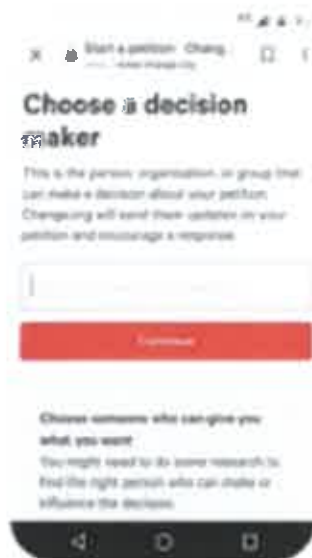 Start a petition · Chang...
Choose a decision
maker
This is the person, organisation, or group that
can make a decision about your petition.
Change.org will send them updates on your
petition and encourage a response.
Continue
Choose someone who can give you
what you want
You might need to do some research to
find the right person who can make or
influence the decision.